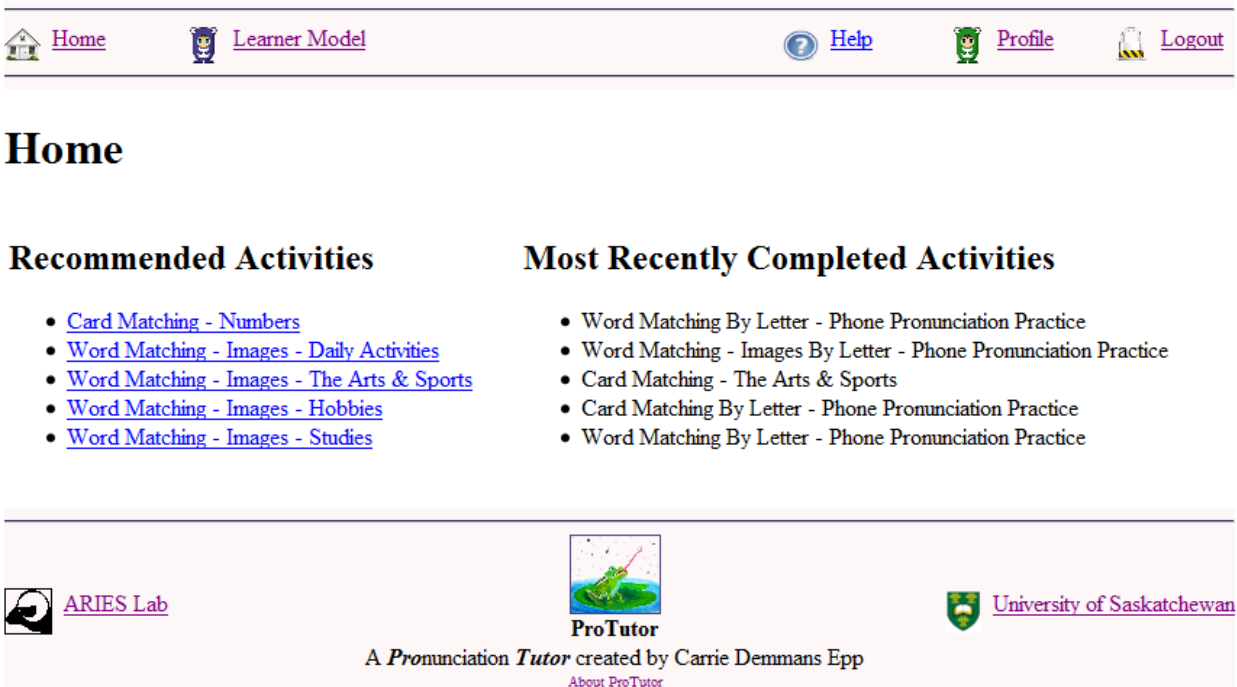 Home Learner Model Help Profile Logout
Home
Recommended Activities
Card Matching - Numbers
Word Matching - Images - Daily Activities
Word Matching - Images - The Arts & Sports
Word Matching - Images - Hobbies
Word Matching - Images - Studies
Most Recently Completed Activities
Word Matching By Letter - Phone Pronunciation Practice
Word Matching - Images By Letter - Phone Pronunciation Practice
Card Matching - The Arts & Sports
Card Matching By Letter - Phone Pronunciation Practice
Word Matching By Letter - Phone Pronunciation Practice
ARIES Lab
ProTutor
A Pronunciation Tutor created by Carrie Demmans Epp
About ProTutor
University of Saskatchewan